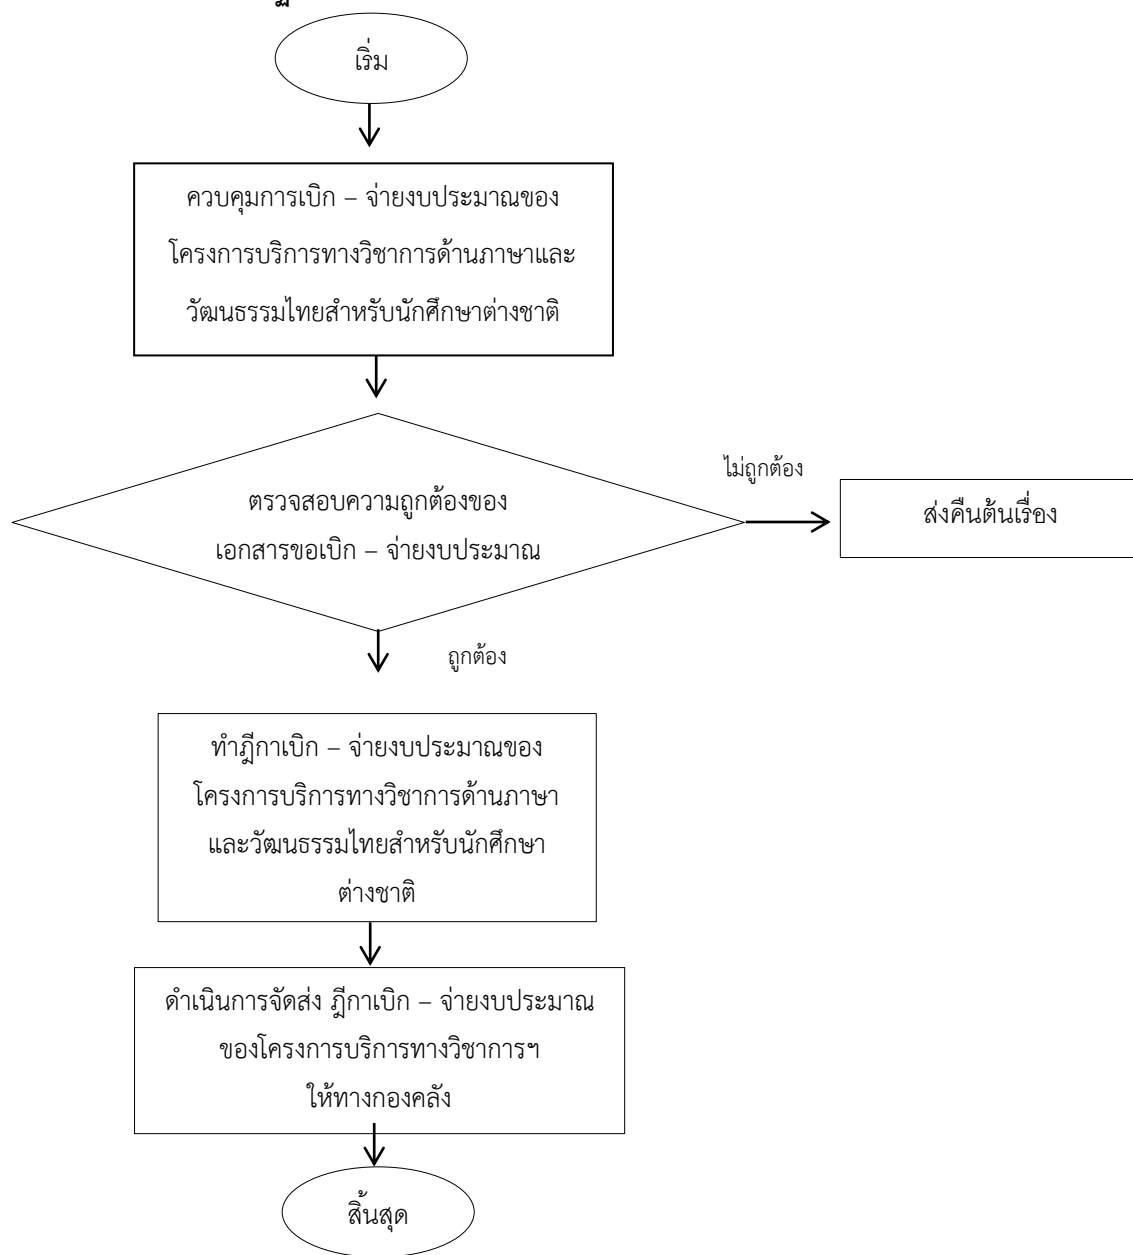 เริ่ม
ควบคุมการเบิก – จ่ายงบประมาณของ
โครงการบริการทางวิชาการด้านภาษาและ
วัฒนธรรมไทยสำหรับนักศึกษาต่างชาติ
ไม่ถูกต้อง
ตรวจสอบความถูกต้องของ
เอกสารขอเบิก – จ่ายงบประมาณ
ส่งคืนต้นเรื่อง
ถูกต้อง
ทำฎีกาเบิก – จ่ายงบประมาณของ
โครงการบริการทางวิชาการด้านภาษา
และวัฒนธรรมไทยสำหรับนักศึกษา
ต่างชาติ
ดำเนินการจัดส่ง ฎีกาเบิก – จ่ายงบประมาณ
ของโครงการบริการทางวิชาการฯ
ให้ทางกองคลัง
สิ้นสุด